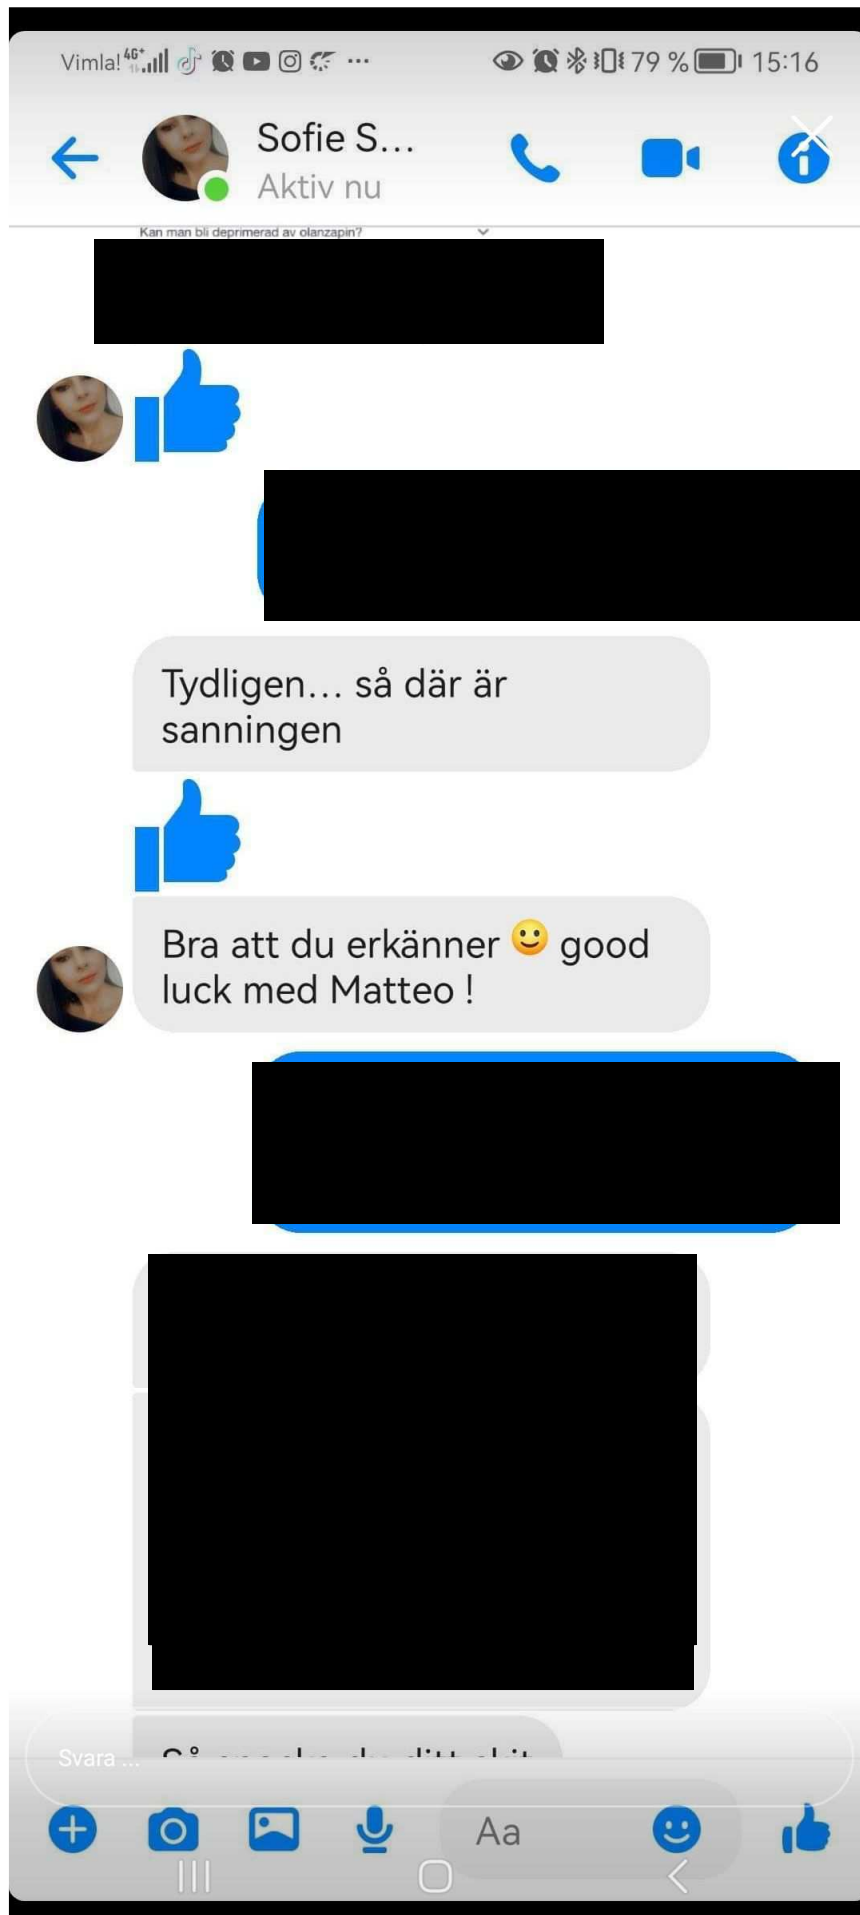 Vimla! 4G+ 79 % 15:16
Sofie S...
Aktiv nu
Kan man bli deprimerad av olanzapin?
Tydligen... så där är
sanningen
Bra att du erkänner 🙂 good
luck med Matteo !
Svara ...
Aa